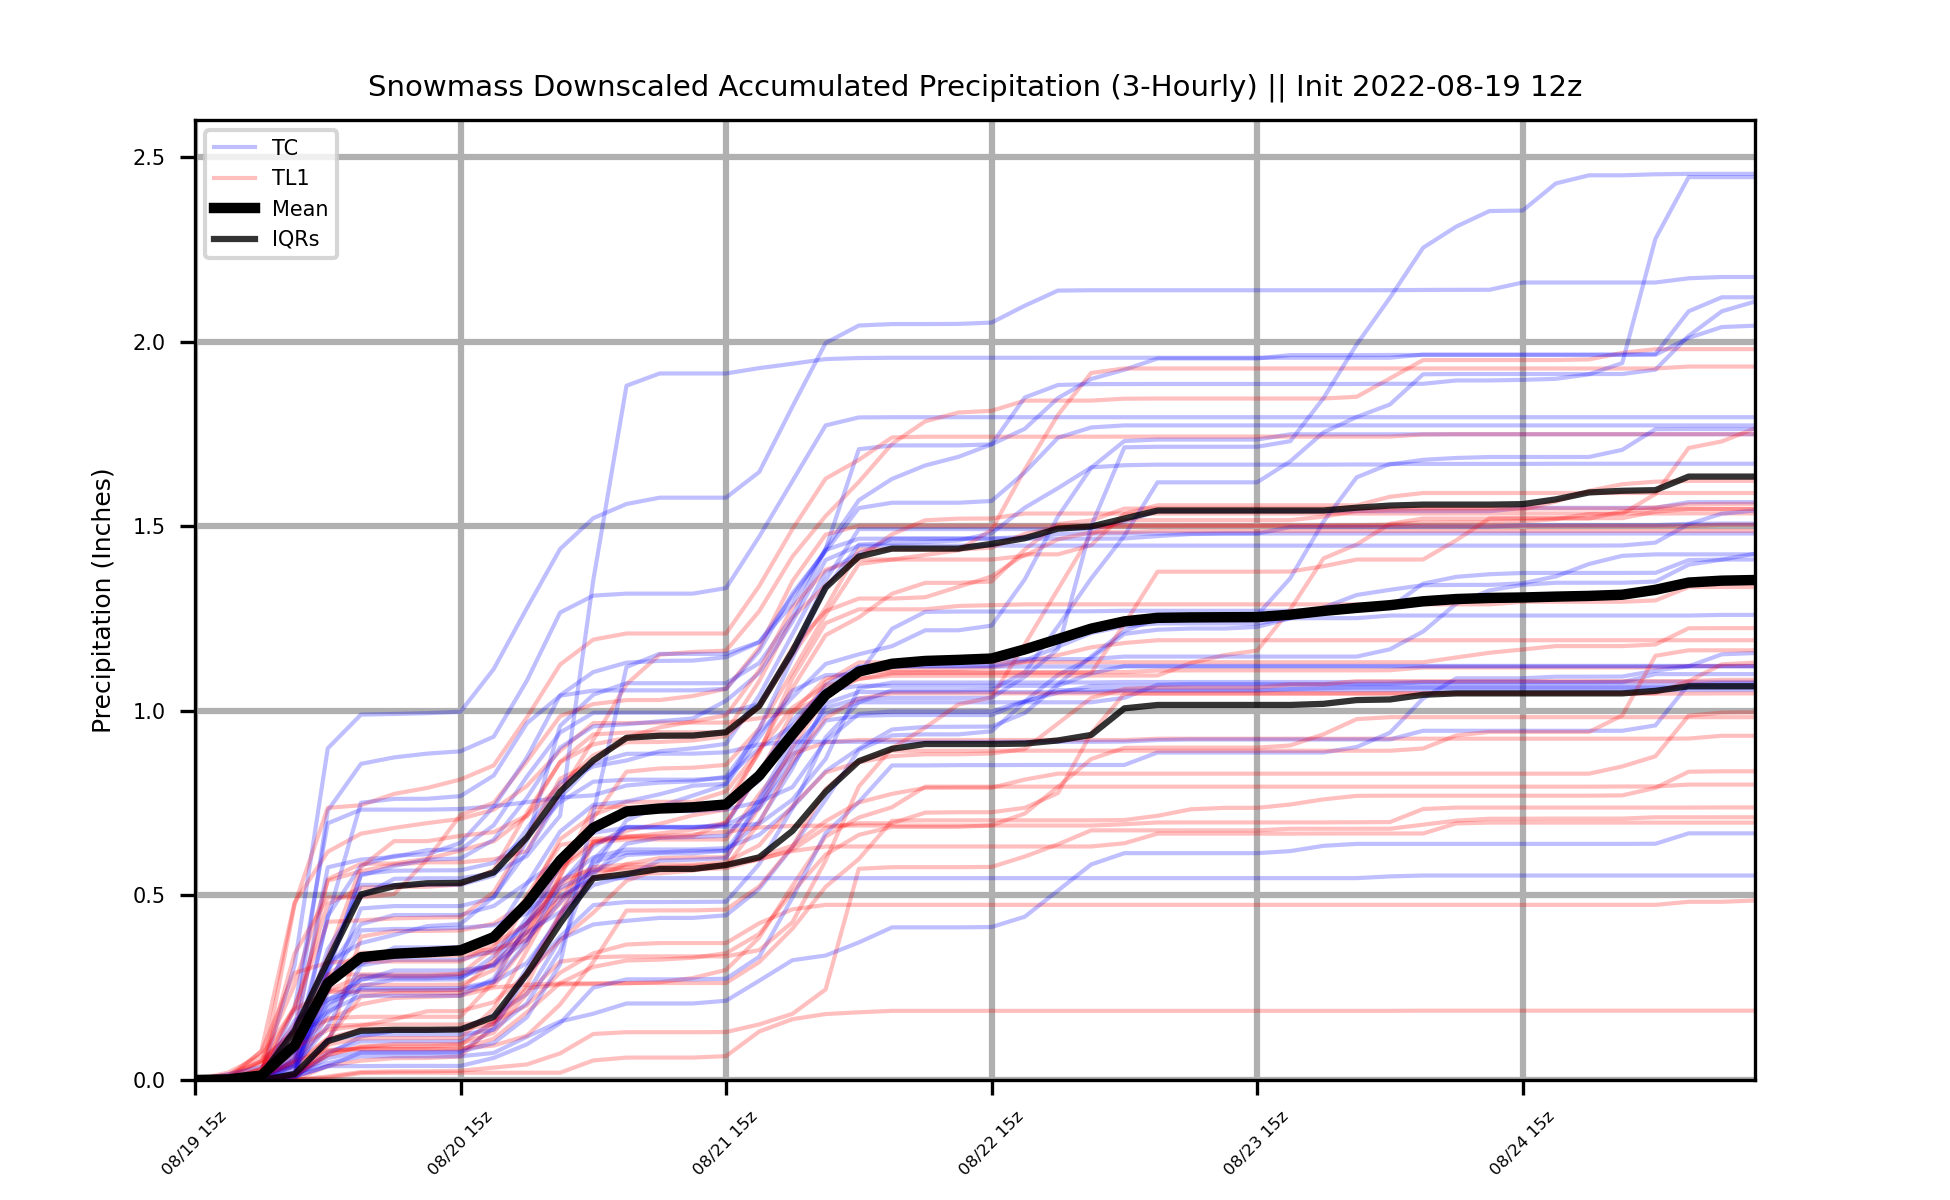 Snowmass Downscaled Accumulated Precipitation (3-Hourly) || Init 2022-08-19 12z
TC
TL1
Mean
IQRs
Precipitation (Inches)
2.5
2.0
1.5
1.0
0.5
0.0
08/19 15z
08/20 15z
08/21 15z
08/22 15z
08/23 15z
08/24 15z